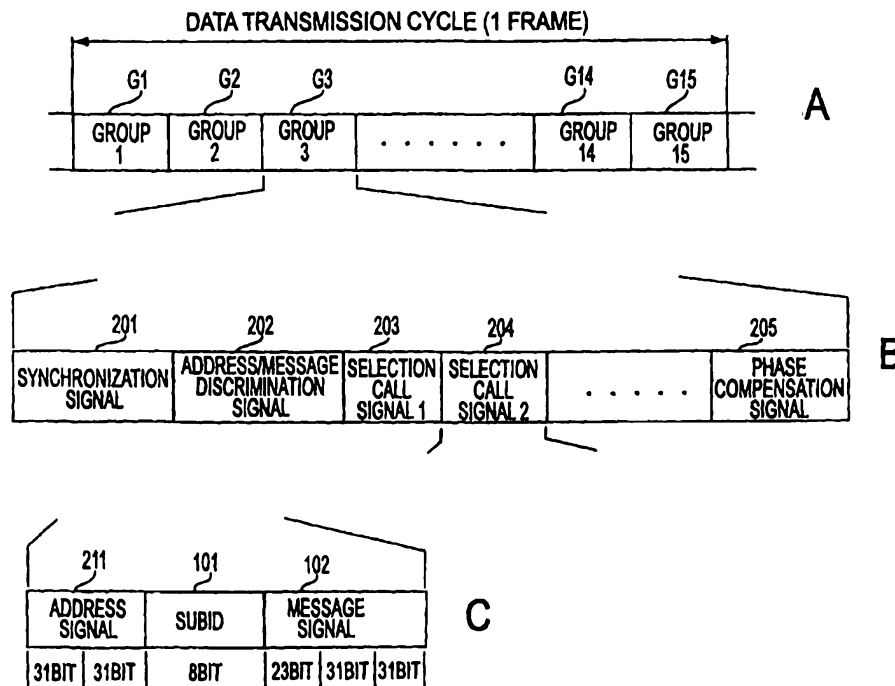 DATA TRANSMISSION CYCLE (1 FRAME)
G1 G2 G3 G14 G15
A
GROUP 1 GROUP 2 GROUP 3 · · · · · · GROUP 14 GROUP 15
201 202 203 204 205
B
SYNCHRONIZATION SIGNAL ADDRESS/MESSAGE DISCRIMINATION SIGNAL SELECTION CALL SIGNAL 1 SELECTION CALL SIGNAL 2 · · · · · PHASE COMPENSATION SIGNAL
211 101 102
ADDRESS SIGNAL SUBID MESSAGE SIGNAL
C
31BIT 31BIT 8BIT 23BIT 31BIT 31BIT